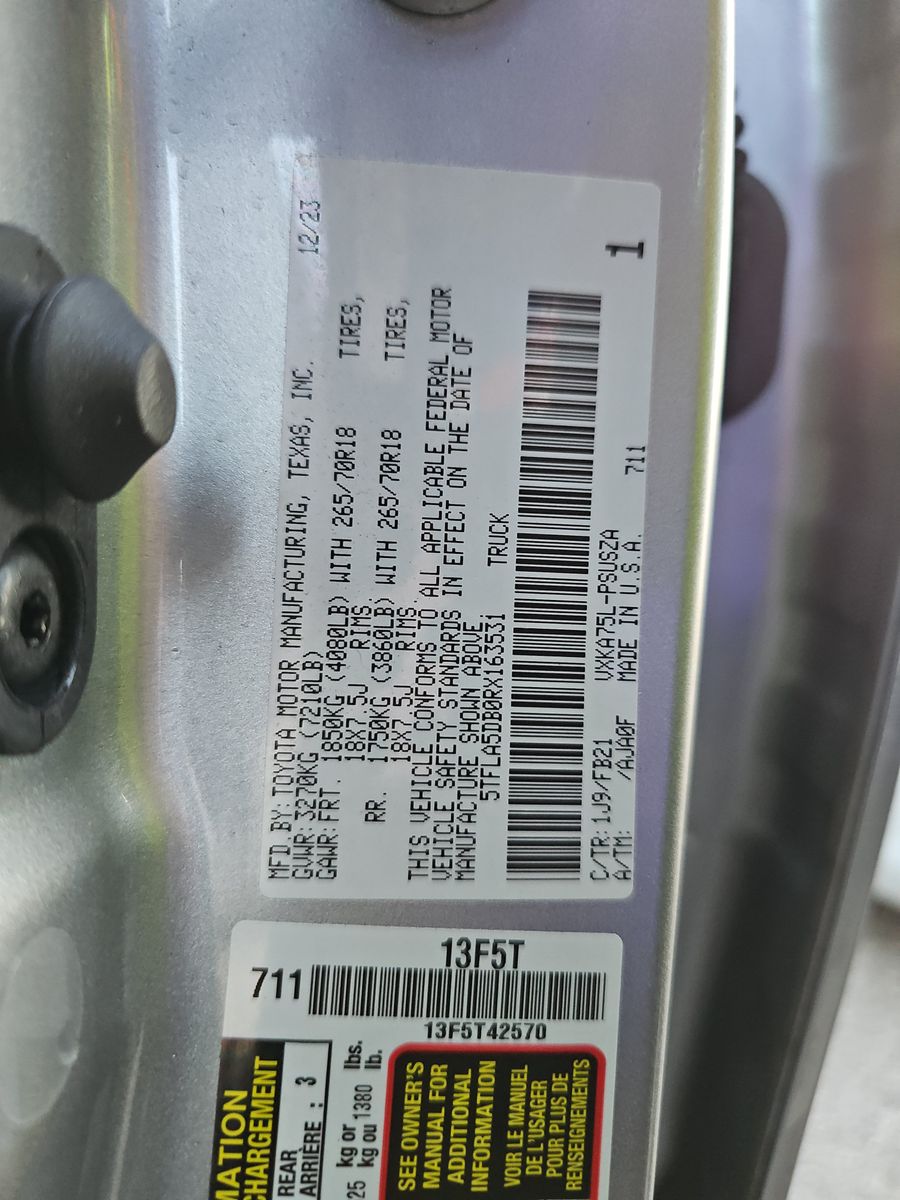 MFD.BY: TOYOTA MOTOR MANUFACTURING, TEXAS, INC. 12/23
GVWR: 3270KG (7210LB)
GAWR: FRT. 1850KG (4080LB) WITH 265/70R18 TIRES,
18X7.5J RIMS.
RR. 1750KG (3860LB) WITH 265/70R18 TIRES,
18X7.5J RIMS.
THIS VEHICLE CONFORMS TO ALL APPLICABLE FEDERAL MOTOR
VEHICLE SAFETY STANDARDS IN EFFECT ON THE DATE OF
MANUFACTURE SHOWN ABOVE
5TFLA5DB0RX163531 TRUCK
C/TR: 1J9/FB21 VXKA75L-PSUSZA
A/TM: /AJA0F MADE IN U.S.A. 711
1
13F5T
711
13F5T42570
MATION
CHARGEMENT
REAR
ARRIÈRE : 3
25 kg or 1380 lbs.
kg ou lb.
SEE OWNER'S
MANUAL FOR
ADDITIONAL
INFORMATION
VOIR LE MANUEL
DE L'USAGER
POUR PLUS DE
RENSEIGNEMENTS